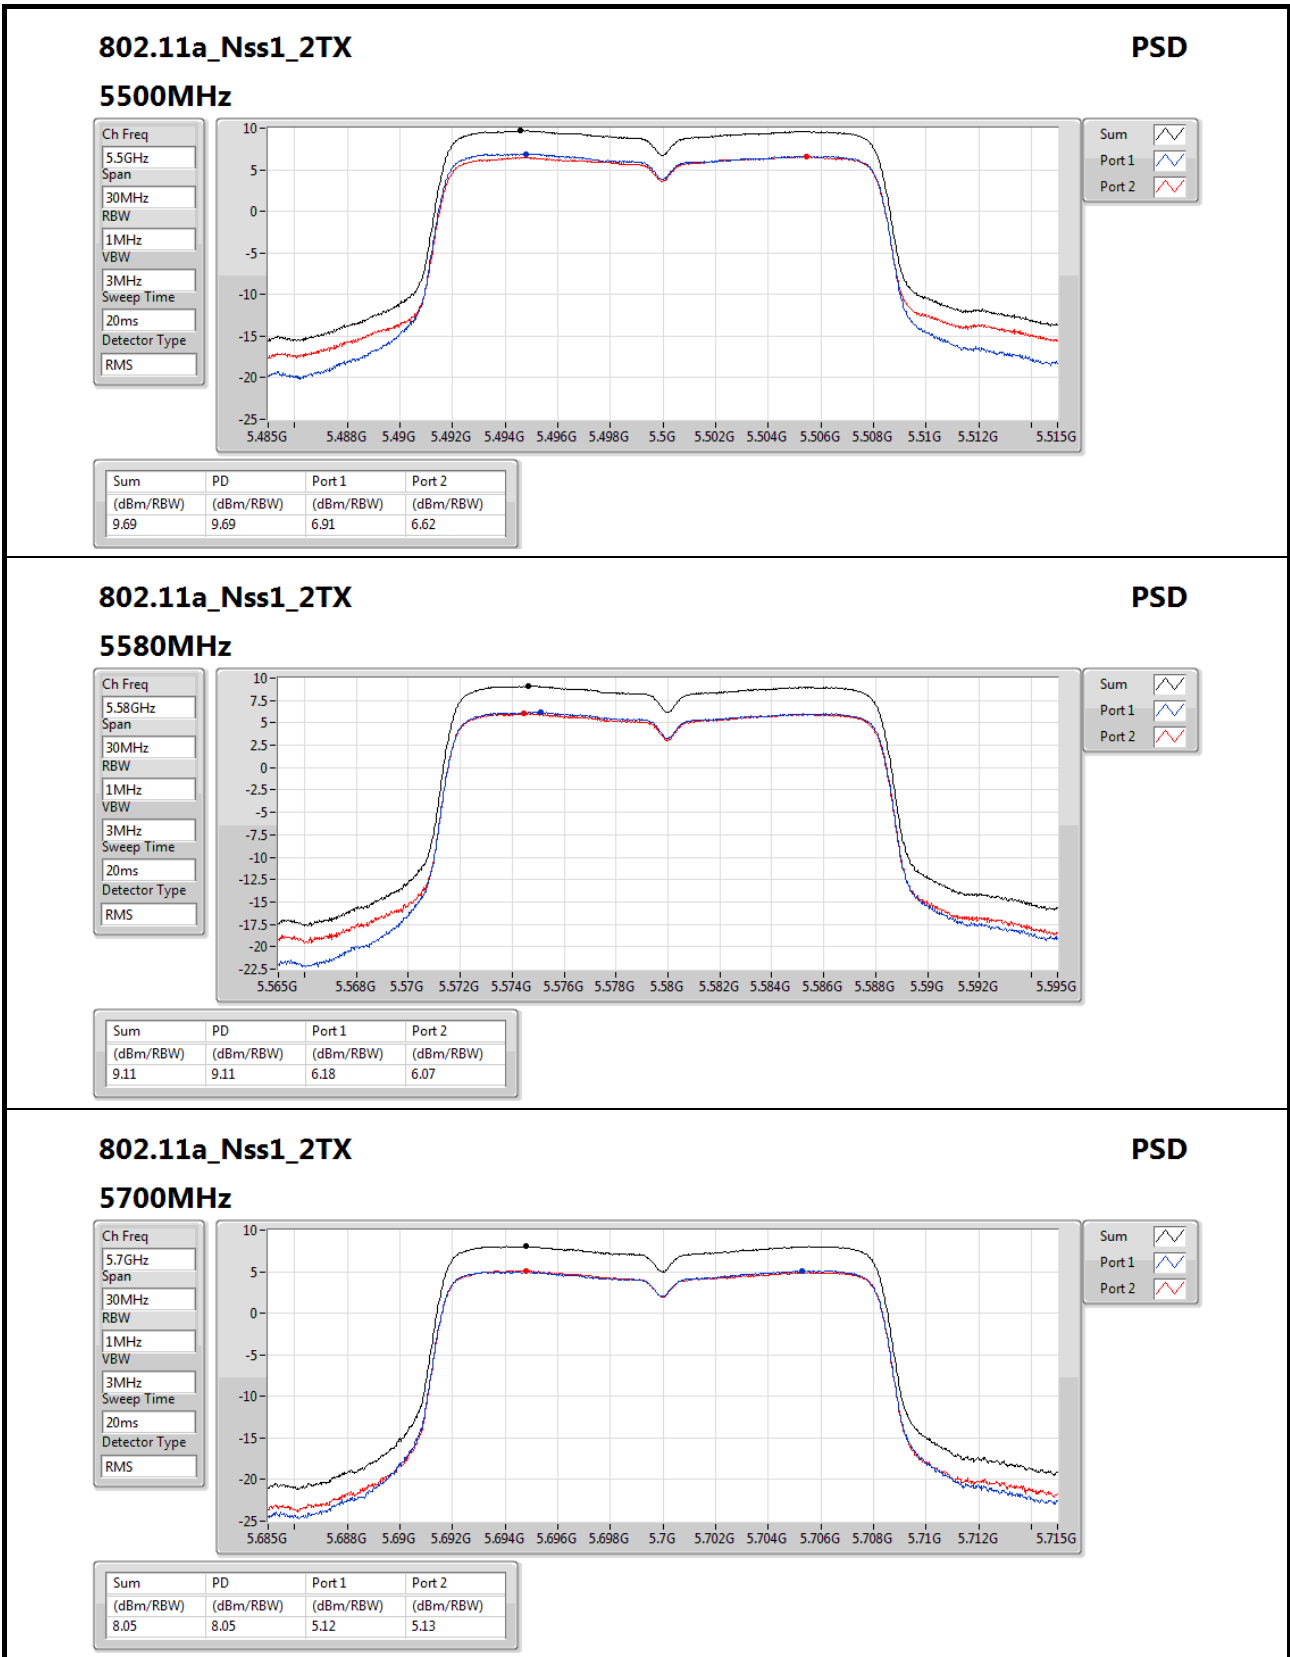 802.11a_Nss1_2TX PSD
5500MHz
Ch Freq
5.5GHz
Span
30MHz
RBW
1MHz
VBW
3MHz
Sweep Time
20ms
Detector Type
RMS
10
5
0
-5
-10
-15
-20
-25
5.485G 5.488G 5.49G 5.492G 5.494G 5.496G 5.498G 5.5G 5.502G 5.504G 5.506G 5.508G 5.51G 5.512G 5.515G
Sum
Port 1
Port 2
Sum PD Port 1 Port 2
(dBm/RBW) (dBm/RBW) (dBm/RBW) (dBm/RBW)
9.69 9.69 6.91 6.62
802.11a_Nss1_2TX PSD
5580MHz
Ch Freq
5.58GHz
Span
30MHz
RBW
1MHz
VBW
3MHz
Sweep Time
20ms
Detector Type
RMS
10
7.5
5
2.5
0
-2.5
-5
-7.5
-10
-12.5
-15
-17.5
-20
-22.5
5.565G 5.568G 5.57G 5.572G 5.574G 5.576G 5.578G 5.58G 5.582G 5.584G 5.586G 5.588G 5.59G 5.592G 5.595G
Sum
Port 1
Port 2
Sum PD Port 1 Port 2
(dBm/RBW) (dBm/RBW) (dBm/RBW) (dBm/RBW)
9.11 9.11 6.18 6.07
802.11a_Nss1_2TX PSD
5700MHz
Ch Freq
5.7GHz
Span
30MHz
RBW
1MHz
VBW
3MHz
Sweep Time
20ms
Detector Type
RMS
10
5
0
-5
-10
-15
-20
-25
5.685G 5.688G 5.69G 5.692G 5.694G 5.696G 5.698G 5.7G 5.702G 5.704G 5.706G 5.708G 5.71G 5.712G 5.715G
Sum
Port 1
Port 2
Sum PD Port 1 Port 2
(dBm/RBW) (dBm/RBW) (dBm/RBW) (dBm/RBW)
8.05 8.05 5.12 5.13